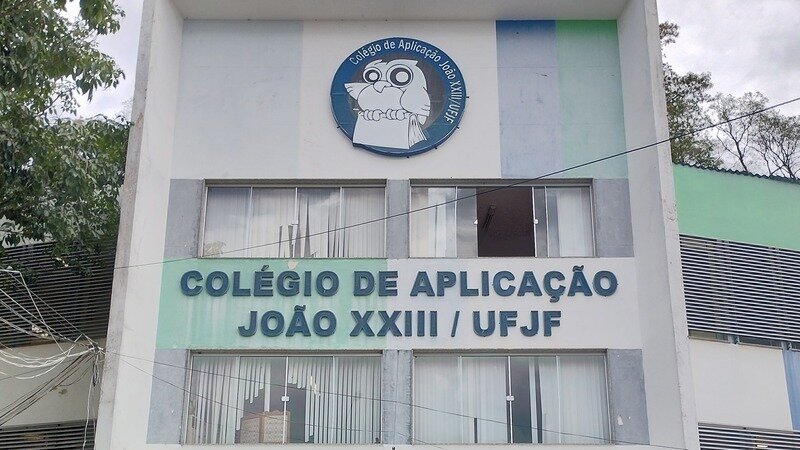 Colégio de Aplicação João XXIII/UFJF
COLÉGIO DE APLICAÇÃO
JOÃO XXIII / UFJF